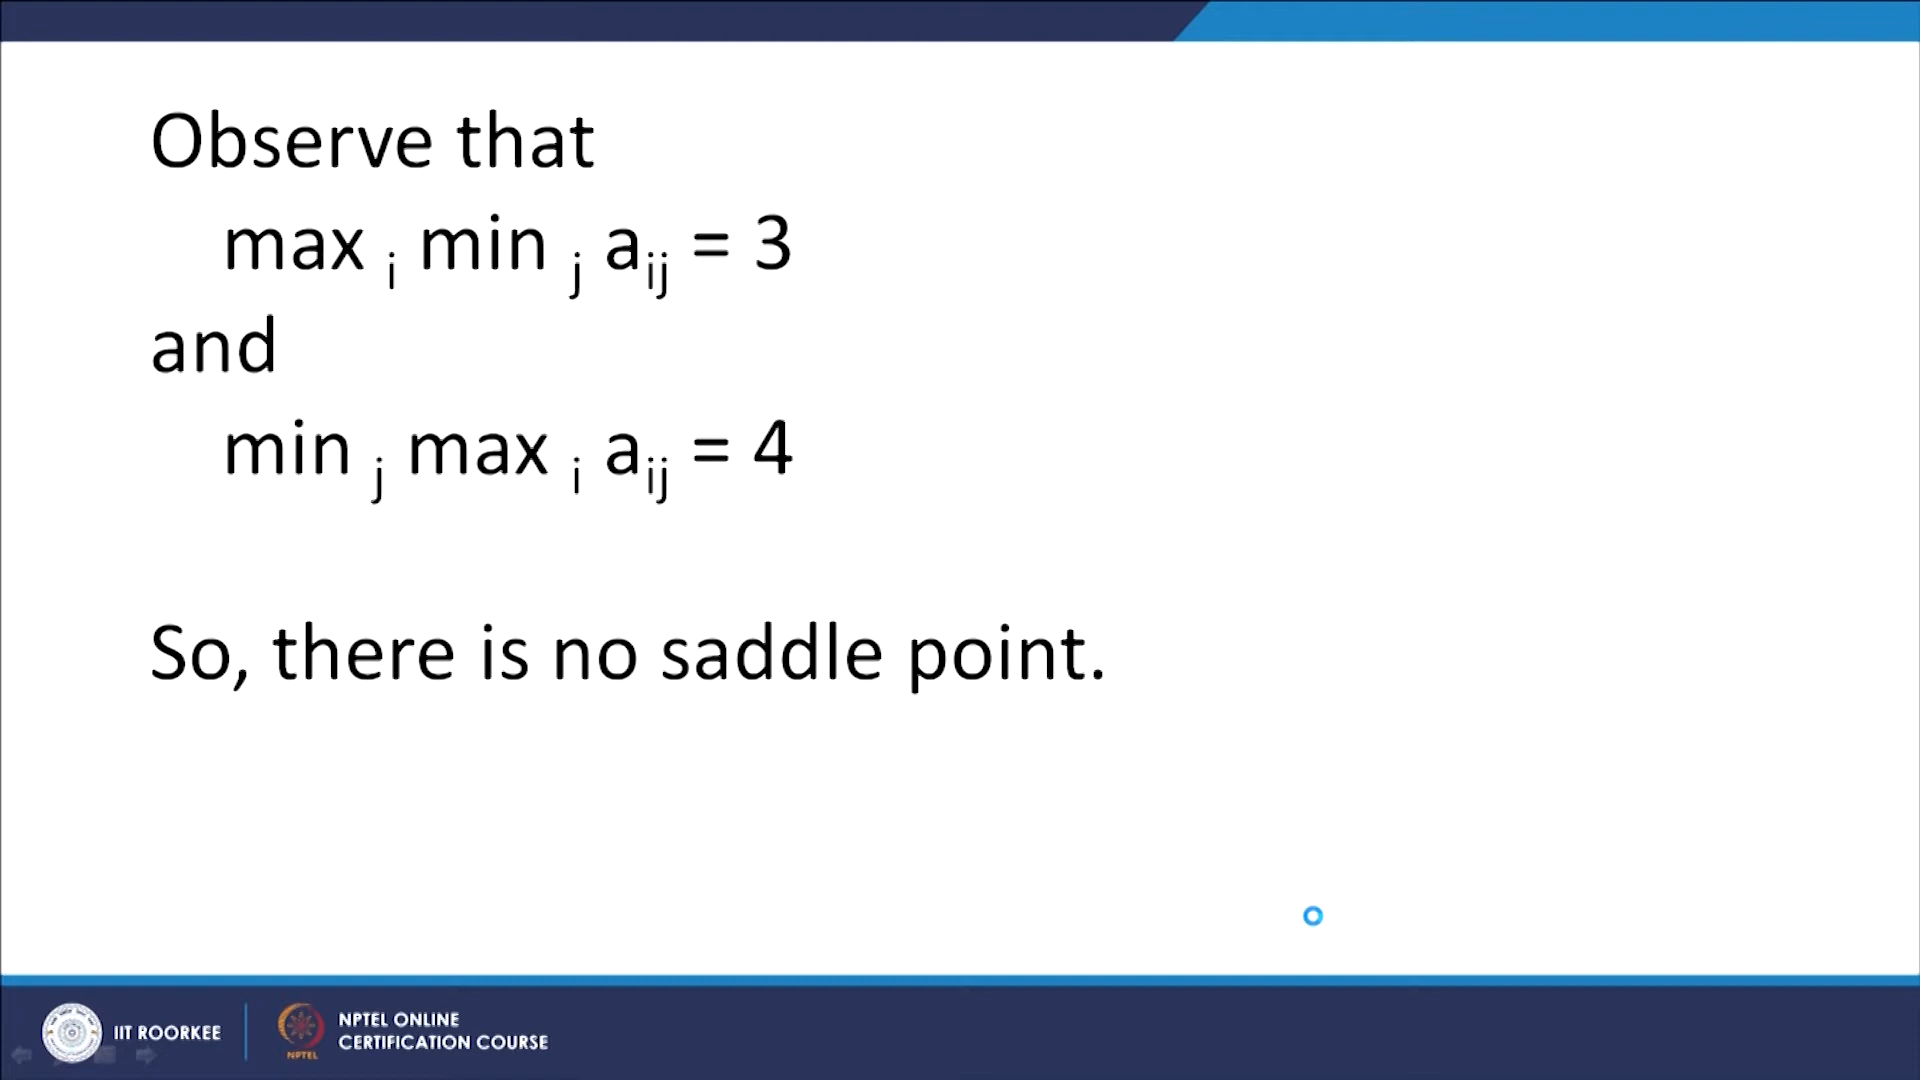 Observe that
max i min j aij = 3
and
min j max i aij = 4
So, there is no saddle point.
IIT ROORKEE
NPTEL
NPTEL ONLINE
CERTIFICATION COURSE